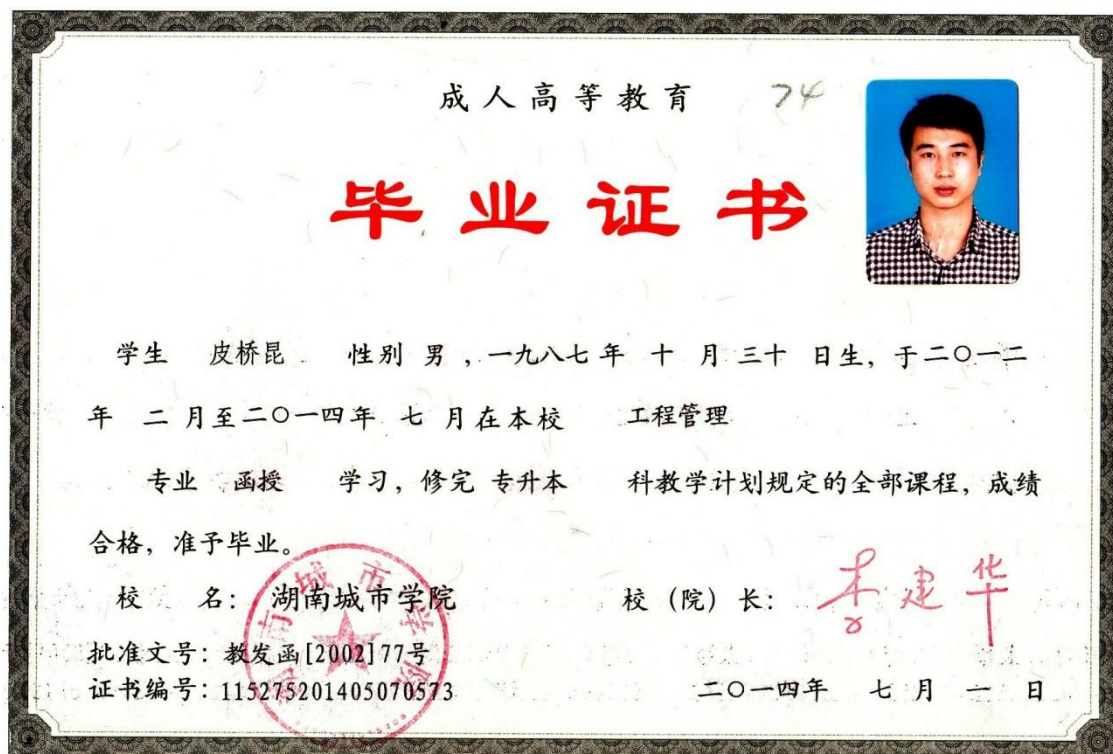 成人高等教育
74
毕业证书
学生 皮桥昆 性别 男，一九八七年 十 月 三十 日生，于二〇一二
年 二 月至二〇一四年 七 月在本校 工程管理
专业 函授 学习，修完 专升本 科教学计划规定的全部课程，成绩
合格，准予毕业。
校 名：湖南城市学院
校（院）长：
李建华
批准文号：教发函[2002]77号
证书编号：115275201405070573
二〇一四年 七 月 一 日
湖南城市学院